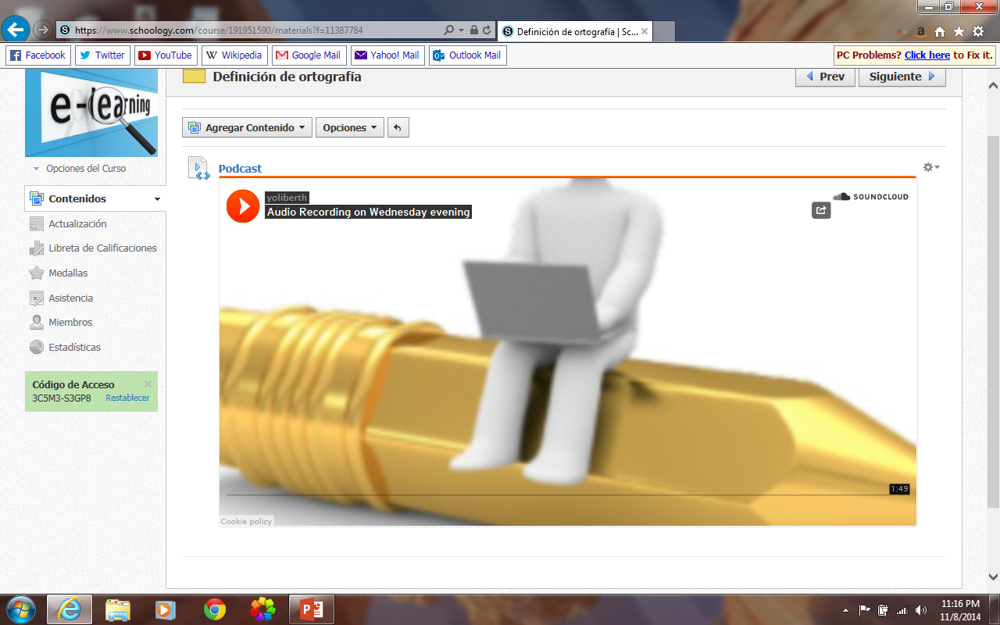 https://www.schoology.com/course/191951590/materials?f=11387784
Definición de ortografía | Sc...
Facebook
Twitter
YouTube
Wikipedia
Google Mail
Yahoo! Mail
Outlook Mail
PC Problems? Click here to Fix it.
e-learning
Definición de ortografía
Prev
Siguiente
Agregar Contenido
Opciones
Opciones del Curso
Contenidos
Actualización
Libreta de Calificaciones
Medallas
Asistencia
Miembros
Estadísticas
Código de Acceso
3C5M3-S3GP8 Restablecer
Podcast
yoliberth
Audio Recording on Wednesday evening
SOUNDCLOUD
1:49
Cookie policy
11:16 PM
11/8/2014